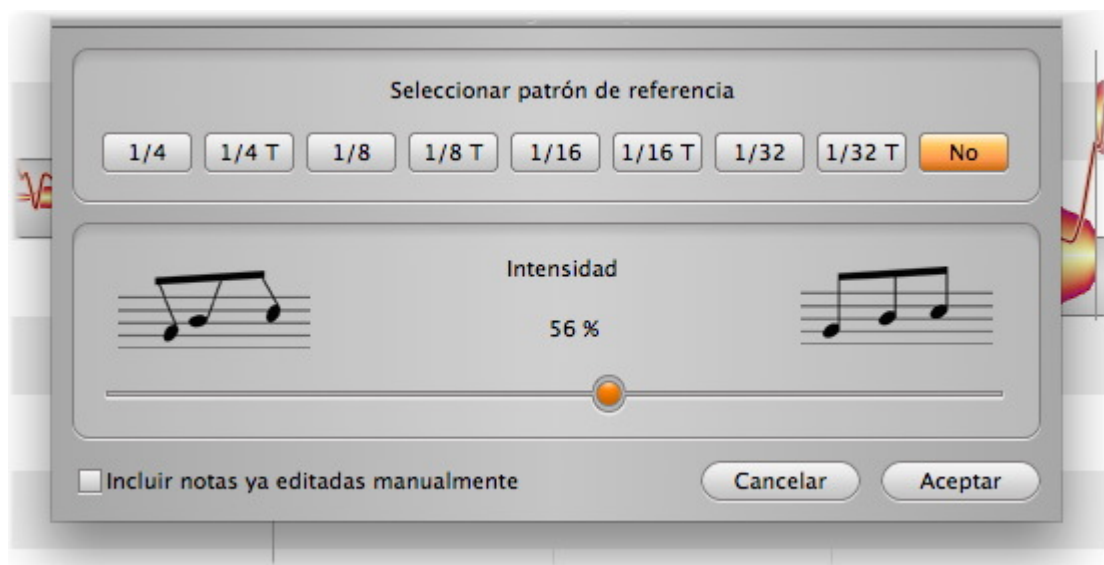 Seleccionar patrón de referencia
1/4 1/4 T 1/8 1/8 T 1/16 1/16 T 1/32 1/32 T No
Intensidad
56 %
Incluir notas ya editadas manualmente Cancelar Aceptar